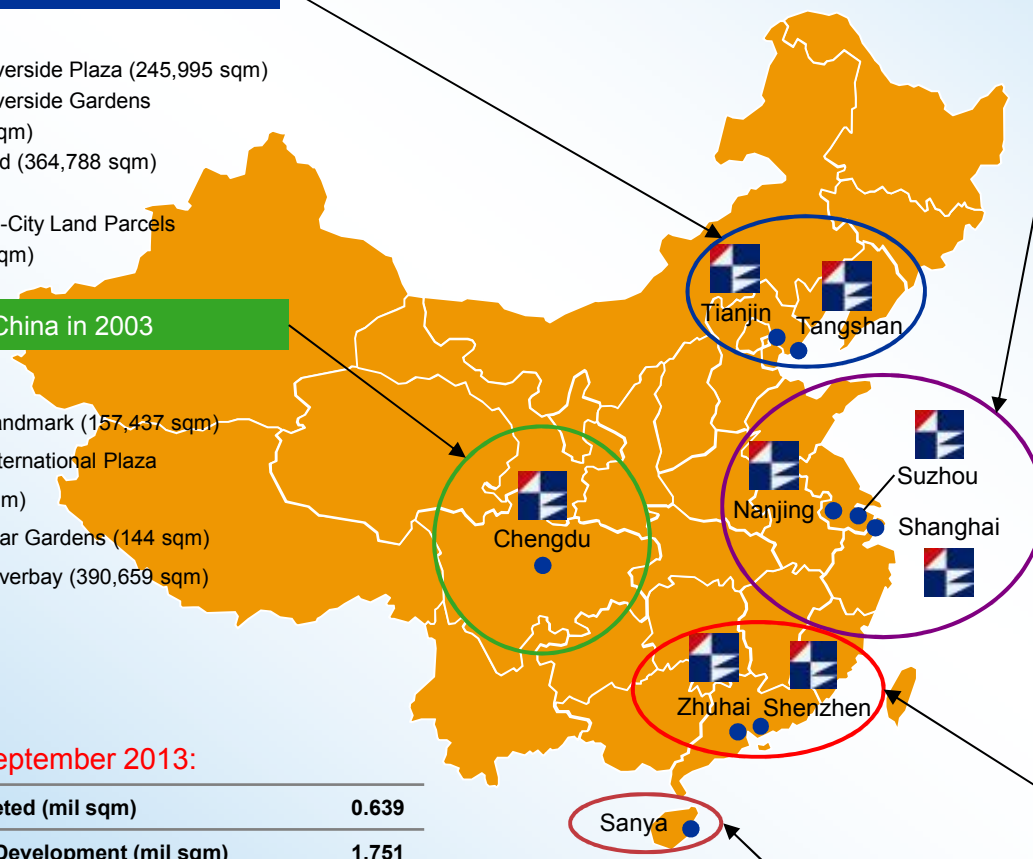 verside Plaza (245,995 sqm)
verside Gardens
qm)
d (364,788 sqm)
-City Land Parcels
qm)
China in 2003
andmark (157,437 sqm)
ternational Plaza
m)
ar Gardens (144 sqm)
verbay (390,659 sqm)
eptember 2013:
eted (mil sqm) 0.639
Development (mil sqm) 1.751
Tianjin
Tangshan
Suzhou
Nanjing
Shanghai
Chengdu
Zhuhai
Shenzhen
Sanya